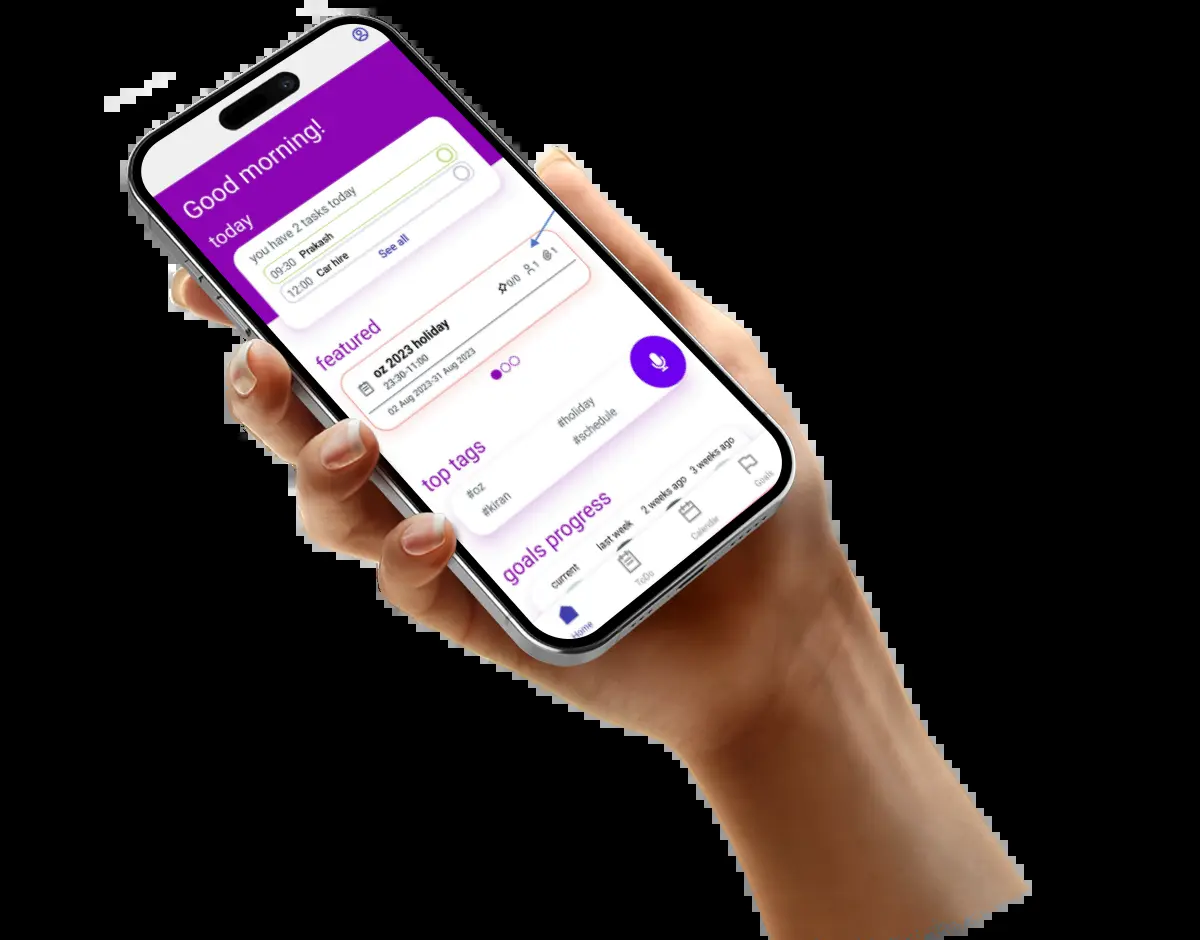 Good morning!
today
you have 2 tasks today
09:30 Prakash
12:00 Car hire
See all
featured
oz 2023 holiday
23:30-11:00
0/0 1 1
02 Aug 2023-31 Aug 2023
top tags
#oz #holiday
#kiran #schedule
goals progress
current last week 2 weeks ago 3 weeks ago
Home ToDo Calendar Goals